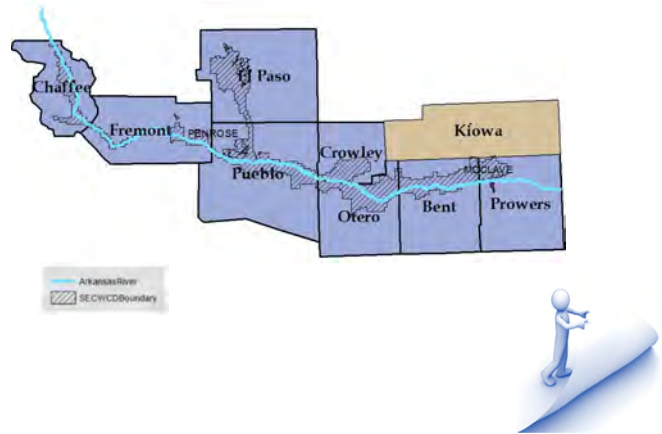 El Paso
Chaffee
Fremont
PENROSE
Kiowa
Crowley
Pueblo
MCCLAVE
Otero
Bent
Prowers
ArkansasRiver
SECWCDBoundary